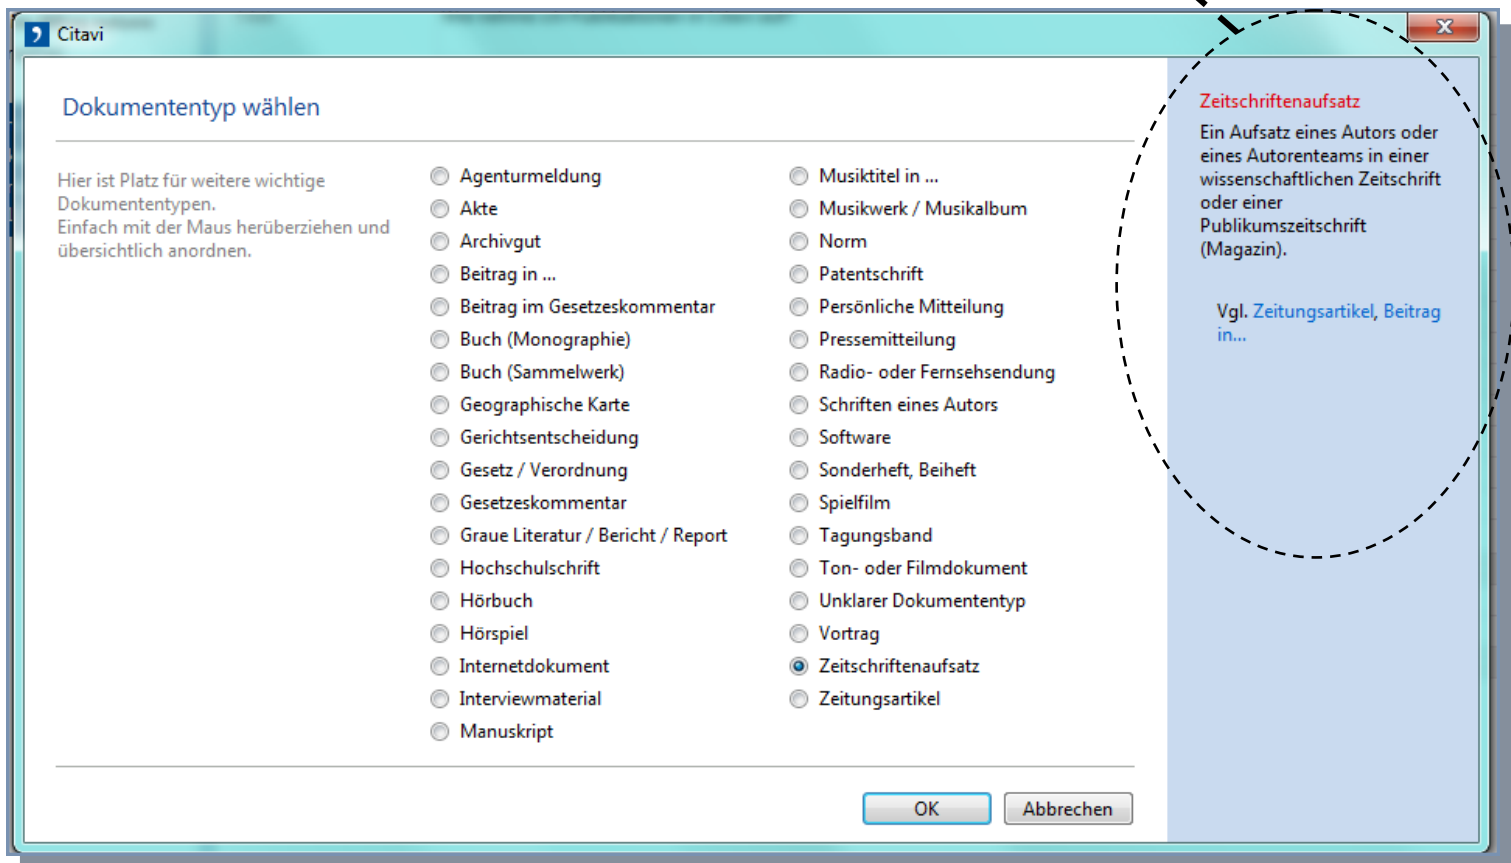 Citavi
Dokumententyp wählen
Hier ist Platz für weitere wichtige
Dokumententypen.
Einfach mit der Maus herüberziehen und
übersichtlich anordnen.
Agenturmeldung
Akte
Archivgut
Beitrag in ...
Beitrag im Gesetzeskommentar
Buch (Monographie)
Buch (Sammelwerk)
Geographische Karte
Gerichtsentscheidung
Gesetz / Verordnung
Gesetzeskommentar
Graue Literatur / Bericht / Report
Hochschulschrift
Hörbuch
Hörspiel
Internetdokument
Interviewmaterial
Manuskript
Musiktitel in ...
Musikwerk / Musikalbum
Norm
Patentschrift
Persönliche Mitteilung
Pressemitteilung
Radio- oder Fernsehsendung
Schriften eines Autors
Software
Sonderheft, Beiheft
Spielfilm
Tagungsband
Ton- oder Filmdokument
Unklarer Dokumententyp
Vortrag
Zeitschriftenaufsatz
Zeitungsartikel
OK
Abbrechen
Zeitschriftenaufsatz
Ein Aufsatz eines Autors oder
eines Autorenteams in einer
wissenschaftlichen Zeitschrift
oder einer
Publikumszeitschrift
(Magazin).
Vgl. Zeitungsartikel, Beitrag
in...